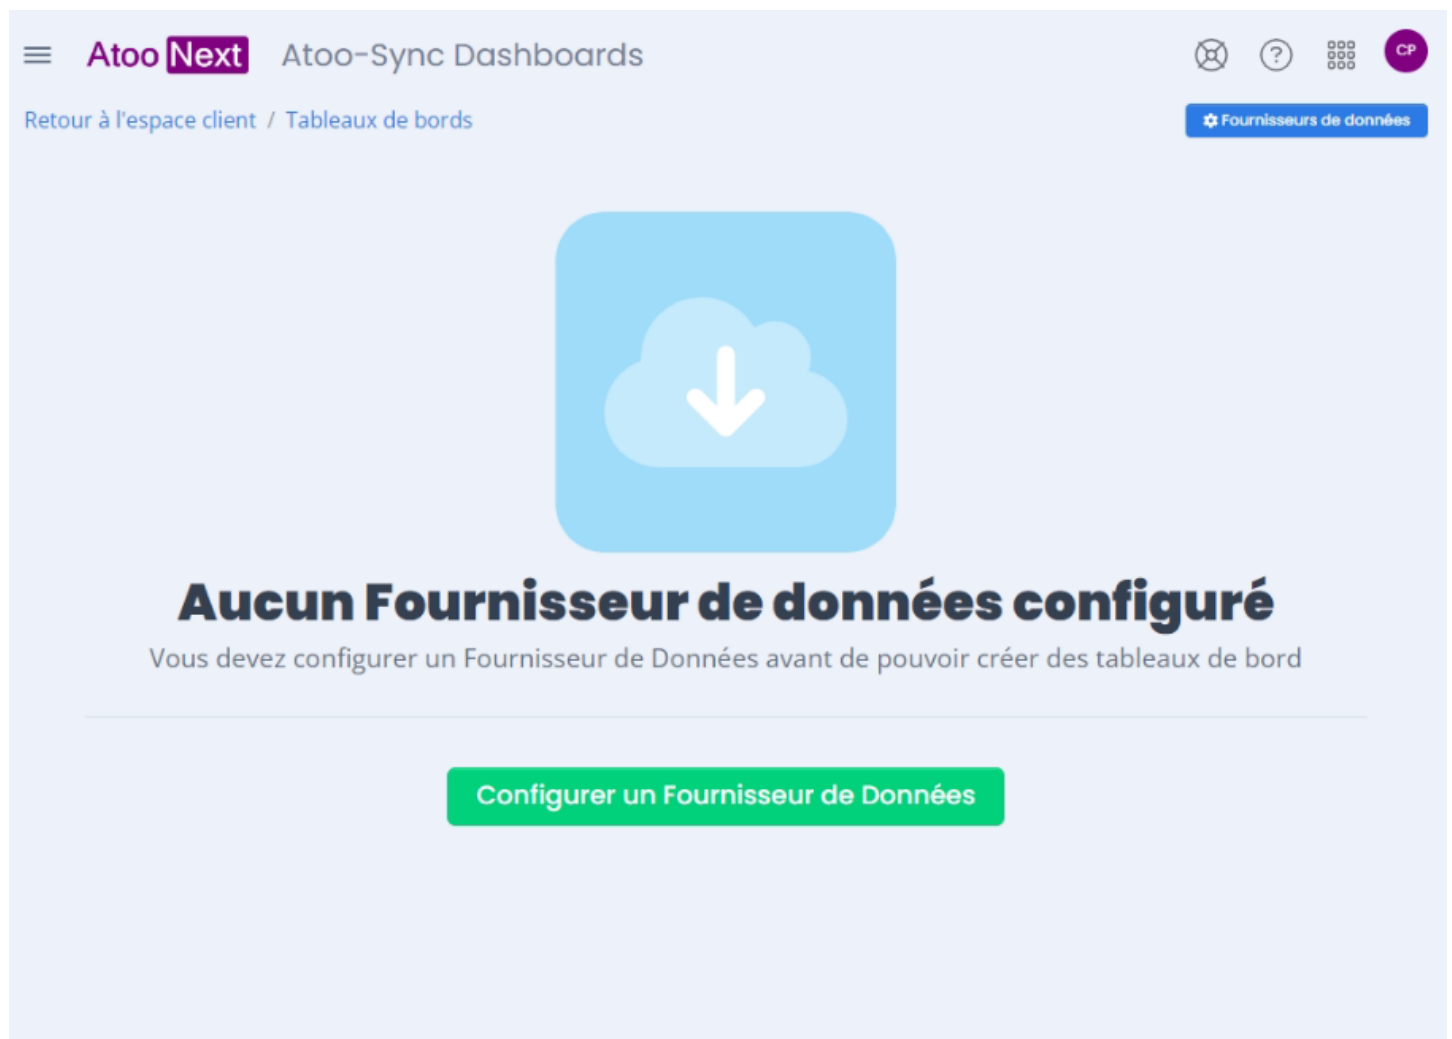 Atoo Next Atoo-Sync Dashboards
? CP
Retour à l'espace client / Tableaux de bords
Fournisseurs de données
Aucun Fournisseur de données configuré
Vous devez configurer un Fournisseur de Données avant de pouvoir créer des tableaux de bord
Configurer un Fournisseur de Données